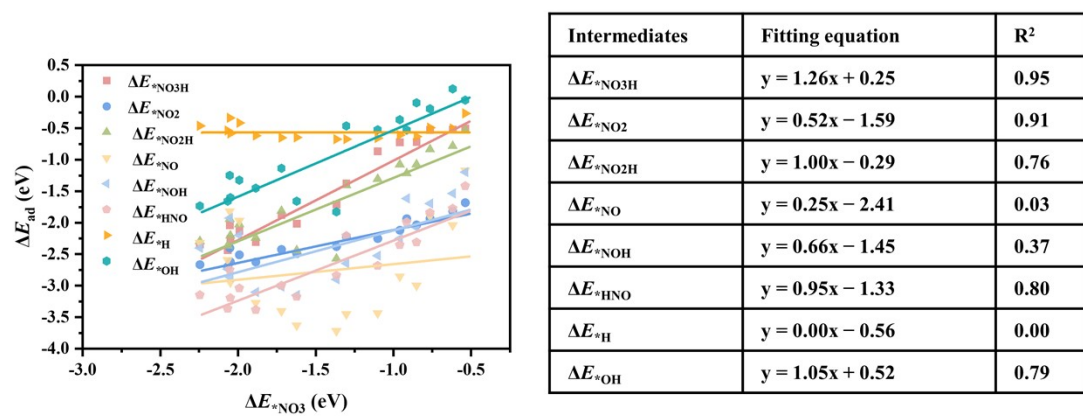 0.5
0.0
-0.5
-1.0
-1.5
-2.0
-2.5
-3.0
-3.5
-4.0
ΔE_ad (eV)
ΔE*NO3H
ΔE*NO2
ΔE*NO2H
ΔE*NO
ΔE*NOH
ΔE*HNO
ΔE*H
ΔE*OH
-3.0 -2.5 -2.0 -1.5 -1.0 -0.5
ΔE*NO3 (eV)
Intermediates Fitting equation R²
ΔE*NO3H y = 1.26x + 0.25 0.95
ΔE*NO2 y = 0.52x − 1.59 0.91
ΔE*NO2H y = 1.00x − 0.29 0.76
ΔE*NO y = 0.25x − 2.41 0.03
ΔE*NOH y = 0.66x − 1.45 0.37
ΔE*HNO y = 0.95x − 1.33 0.80
ΔE*H y = 0.00x − 0.56 0.00
ΔE*OH y = 1.05x + 0.52 0.79